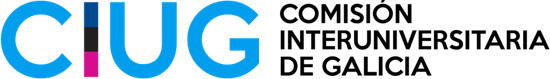 CIUG
COMISIÓN
INTERUNIVERSITARIA
DE GALICIA